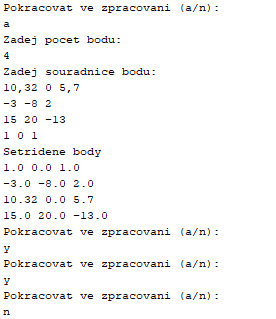 Pokracovat ve zpracovani (a/n):
a
Zadej pocet bodu:
4
Zadej souradnice bodu:
10,32 0 5,7
-3 -8 2
15 20 -13
1 0 1
Setridene body
1.0 0.0 1.0
-3.0 -8.0 2.0
10.32 0.0 5.7
15.0 20.0 -13.0
Pokracovat ve zpracovani (a/n):
y
Pokracovat ve zpracovani (a/n):
y
Pokracovat ve zpracovani (a/n):
n